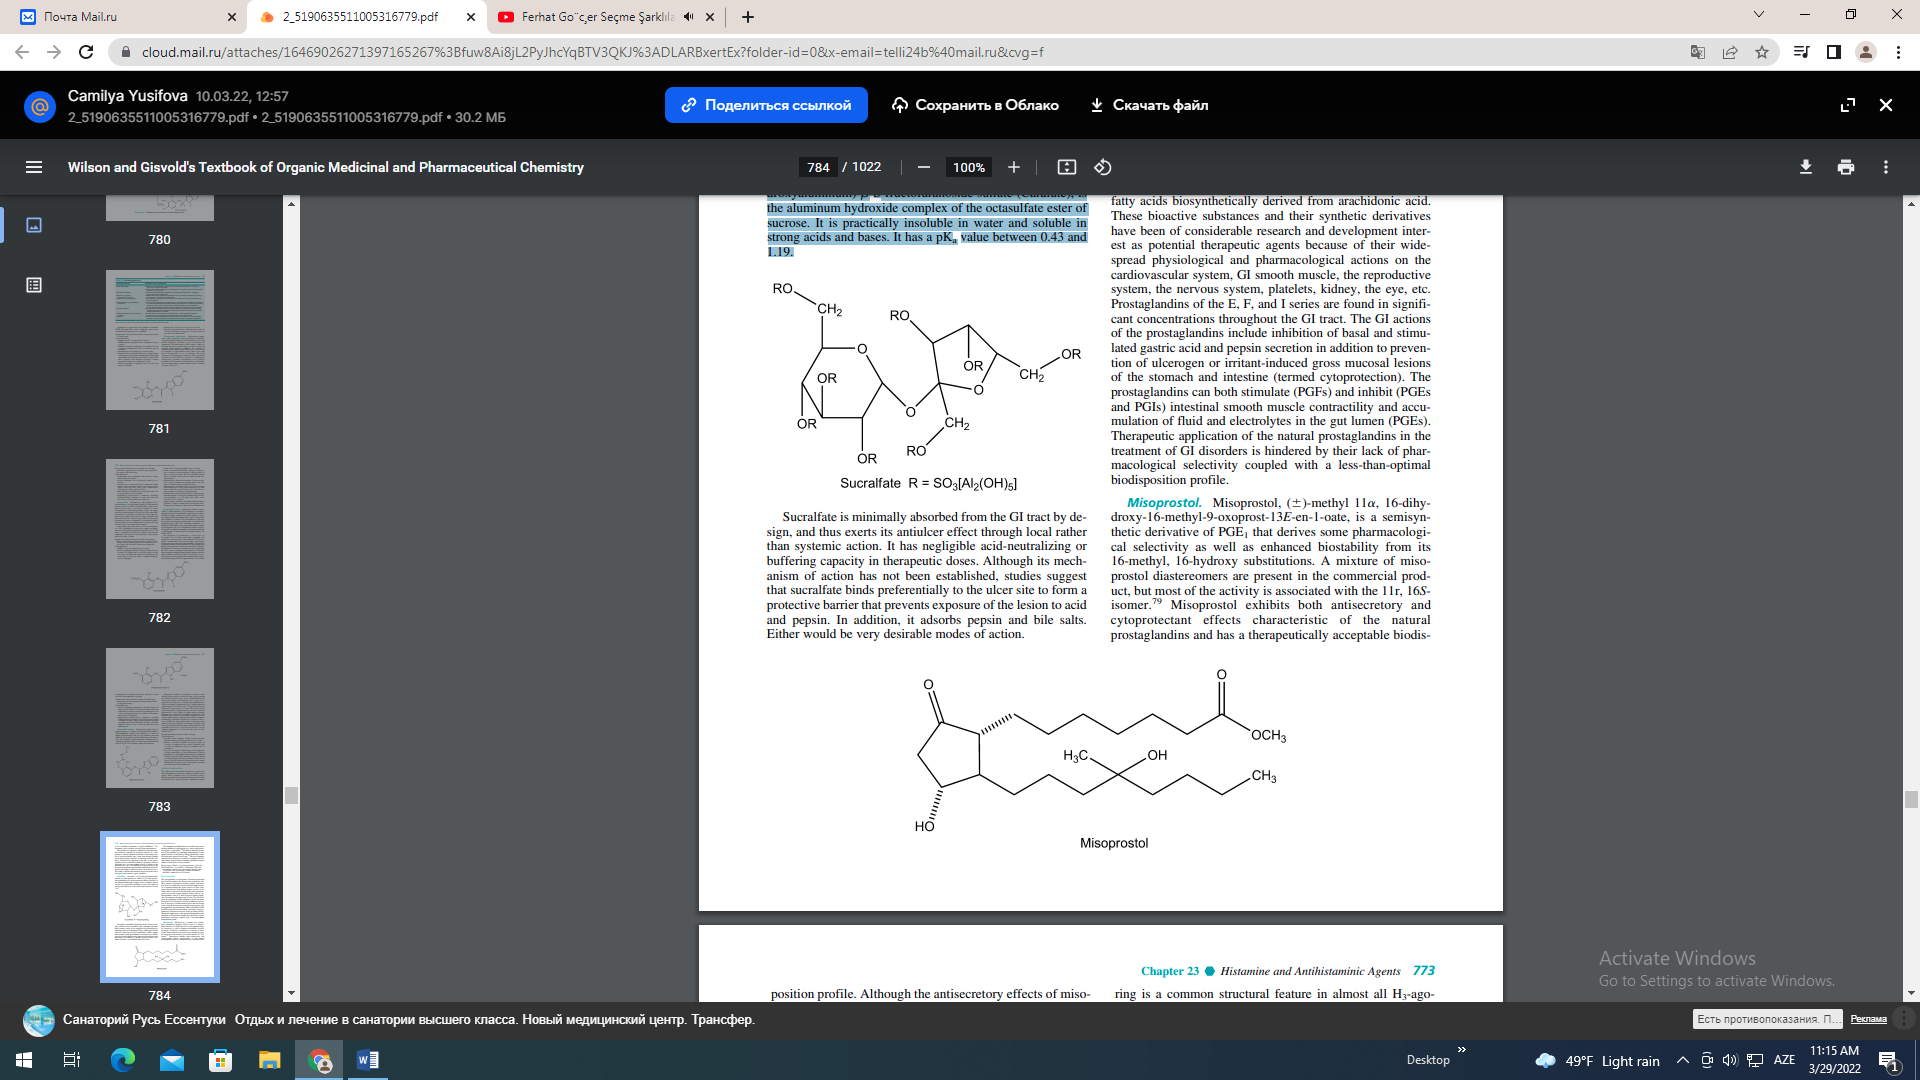 Почта Mail.ru
2_5190635511005316779.pdf
Ferhat Go¨c¸er Seçme Şarkıla
cloud.mail.ru/attaches/16469026271397165267%3Bfuw8Ai8jL2PyJhcYqBTV3QKJ%3ADLARBxertEx?folder-id=0&x-email=telli24b%40mail.ru&cvg=f
Camilya Yusifova 10.03.22, 12:57
2_5190635511005316779.pdf • 2_5190635511005316779.pdf • 30.2 МБ
Поделиться ссылкой
Сохранить в Облако
Скачать файл
Wilson and Gisvold's Textbook of Organic Medicinal and Pharmaceutical Chemistry
784 / 1022
100%
780
781
782
783
784
the aluminum hydroxide complex of the octasulfate ester of
sucrose. It is practically insoluble in water and soluble in
strong acids and bases. It has a pKa value between 0.43 and
1.19.
RO
CH2
O
OR
OR
OR
O
RO
OR
O
CH2
OR
CH2
RO
Sucralfate R = SO3[Al2(OH)5]
Sucralfate is minimally absorbed from the GI tract by de-
sign, and thus exerts its antiulcer effect through local rather
than systemic action. It has negligible acid-neutralizing or
buffering capacity in therapeutic doses. Although its mech-
anism of action has not been established, studies suggest
that sucralfate binds preferentially to the ulcer site to form a
protective barrier that prevents exposure of the lesion to acid
and pepsin. In addition, it adsorbs pepsin and bile salts.
Either would be very desirable modes of action.
fatty acids biosynthetically derived from arachidonic acid.
These bioactive substances and their synthetic derivatives
have been of considerable research and development inter-
est as potential therapeutic agents because of their wide-
spread physiological and pharmacological actions on the
cardiovascular system, GI smooth muscle, the reproductive
system, the nervous system, platelets, kidney, the eye, etc.
Prostaglandins of the E, F, and I series are found in signifi-
cant concentrations throughout the GI tract. The GI actions
of the prostaglandins include inhibition of basal and stimu-
lated gastric acid and pepsin secretion in addition to preven-
tion of ulcerogen or irritant-induced gross mucosal lesions
of the stomach and intestine (termed cytoprotection). The
prostaglandins can both stimulate (PGFs) and inhibit (PGEs
and PGIs) intestinal smooth muscle contractility and accu-
mulation of fluid and electrolytes in the gut lumen (PGEs).
Therapeutic application of the natural prostaglandins in the
treatment of GI disorders is hindered by their lack of phar-
macological selectivity coupled with a less-than-optimal
biodisposition profile.
Misoprostol. Misoprostol, (±)-methyl 11α, 16-dihy-
droxy-16-methyl-9-oxoprost-13E-en-1-oate, is a semisyn-
thetic derivative of PGE1 that derives some pharmacologi-
cal selectivity as well as enhanced biostability from its
16-methyl, 16-hydroxy substitutions. A mixture of miso-
prostol diastereomers are present in the commercial prod-
uct, but most of the activity is associated with the 11r, 16S-
isomer.79 Misoprostol exhibits both antisecretory and
cytoprotectant effects characteristic of the natural
prostaglandins and has a therapeutically acceptable biodis-
O
O
OCH3
H3C
OH
CH3
HO
Misoprostol
Chapter 23 Histamine and Antihistaminic Agents 773
position profile. Although the antisecretory effects of miso-
ring is a common structural feature in almost all H3-ago-
Activate Windows
Go to Settings to activate Windows.
Санаторий Русь Ессентуки Отдых и лечение в санатории высшего класса. Новый медицинский центр. Трансфер.
Есть противопоказания. П...
Реклама
Desktop
49°F Light rain
AZE
11:15 AM
3/29/2022
1